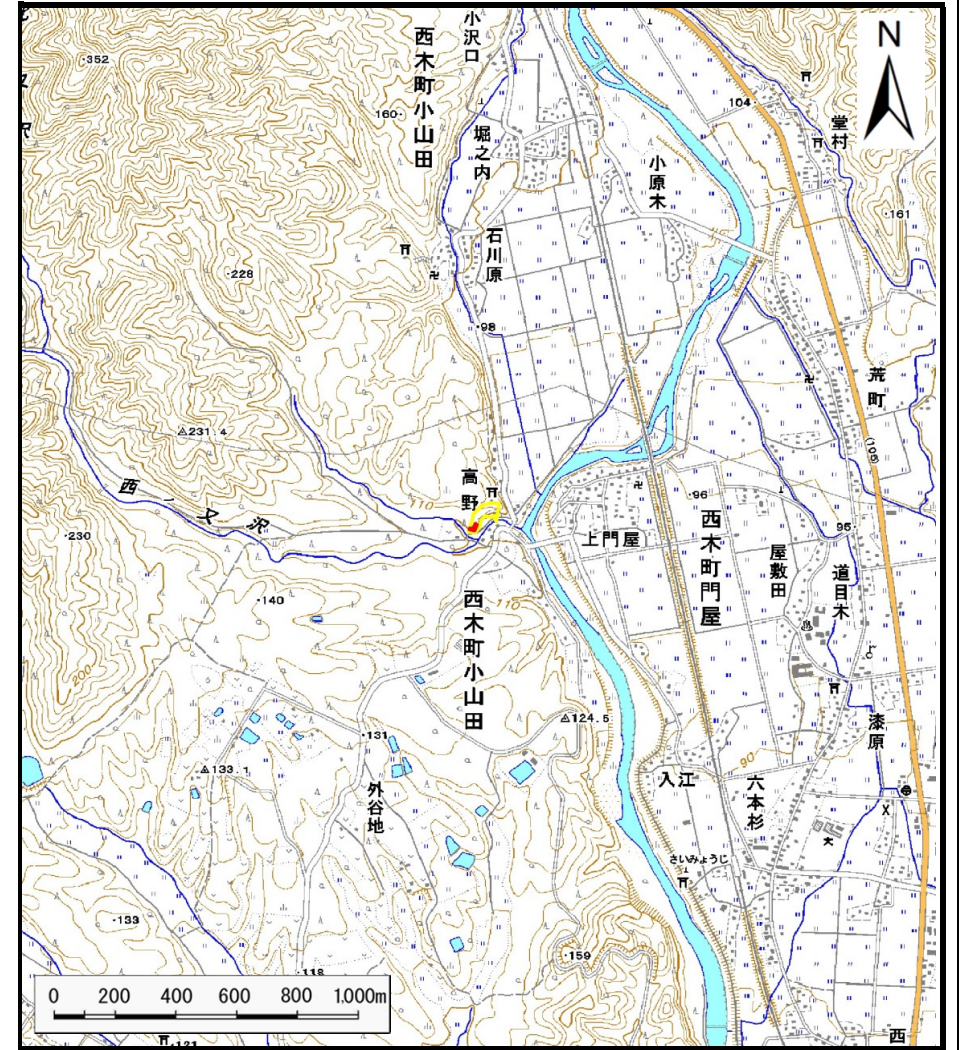 小沢口
西木町小山田
・352
N
104
160・
堂村
堀之内
小原木
・161
石川原
・228
・98
荒町
(105)
△231.4
高野
西又沢
110
・96
西木町門屋
・230
上門屋
95
屋敷田
道目木
・140
西木町小山田
110
200
△124.5
漆原
・131
90
△133.1
入江
六本杉
外谷地
さいみょうじ
・133
・159
・118
0 200 400 600 800 1,000m
西
・121